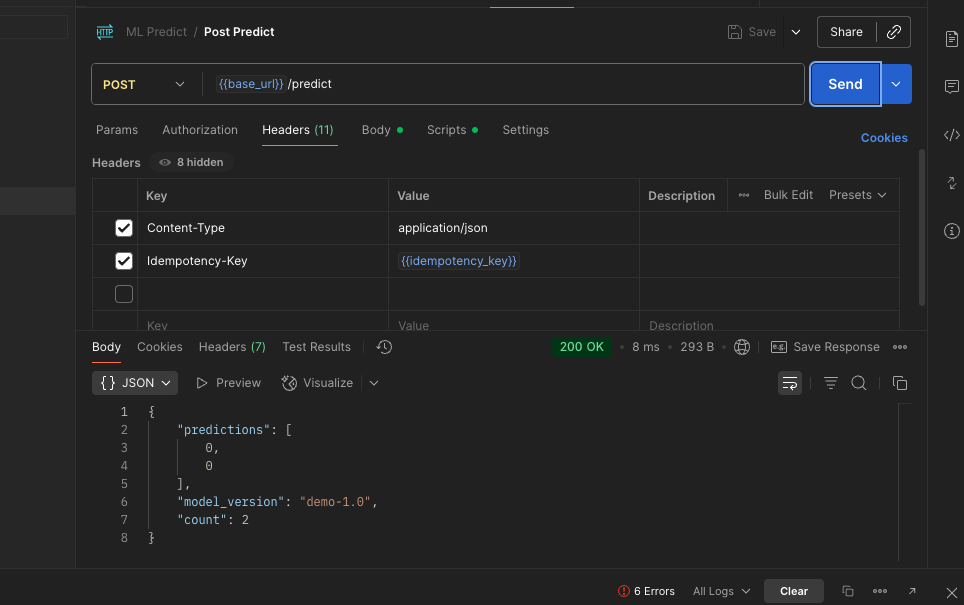 HTTP ML Predict / Post Predict Save Share
POST {{base_url}} /predict Send
Params Authorization Headers (11) Body Scripts Settings Cookies
Headers 8 hidden
Key Value Description ••• Bulk Edit Presets
Content-Type application/json
Idempotency-Key {{idempotency_key}}
Key Value Description
Body Cookies Headers (7) Test Results 200 OK • 8 ms • 293 B • e.g. Save Response •••
{} JSON Preview Visualize
1 {
2 "predictions": [
3 0,
4 0
5 ],
6 "model_version": "demo-1.0",
7 "count": 2
8 }
6 Errors All Logs Clear •••